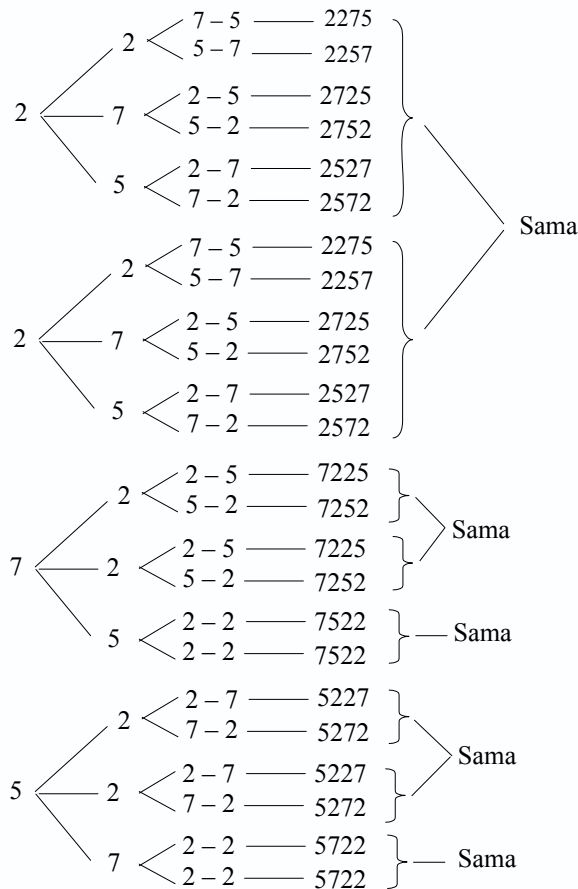 7 – 5 2275
2
5 – 7 2257
2 – 5 2725
2 7
5 – 2 2752
2 – 7 2527
5
7 – 2 2572
Sama
7 – 5 2275
2
5 – 7 2257
2 – 5 2725
2 7
5 – 2 2752
2 – 7 2527
5
7 – 2 2572
2 – 5 7225
2
5 – 2 7252
Sama
2 – 5 7225
7 2
5 – 2 7252
2 – 2 7522
5 Sama
2 – 2 7522
2 – 7 5227
2
7 – 2 5272
Sama
2 – 7 5227
5 2
7 – 2 5272
2 – 2 5722
7 Sama
2 – 2 5722